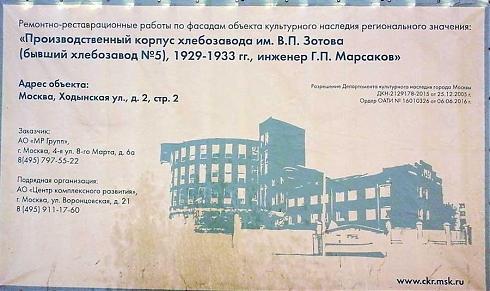 Ремонтно-реставрационные работы по фасадам объекта культурного наследия регионального значения:
«Производственный корпус хлебозавода им. В.П. Зотова
(бывший хлебозавод №5), 1929-1933 гг., инженер Г.П. Марсаков»
Адрес объекта:
Москва, Ходынская ул., д. 2, стр. 2
Разрешение Департамента культурного наследия города Москвы
ДКН-2129178-2015 от 25.12.2005 г.
Ордер ОАТИ № 16010326 от 06.06.2016 г.
Заказчик:
АО «МР Групп»,
г. Москва, 4-я ул. 8-го Марта, д. 6а
8(495) 797-55-22
Подрядная организация:
АО «Центр комплексного развития»,
г. Москва, ул. Воронцовская, д. 21
8 (495) 911-17-60
www.ckr.msk.ru